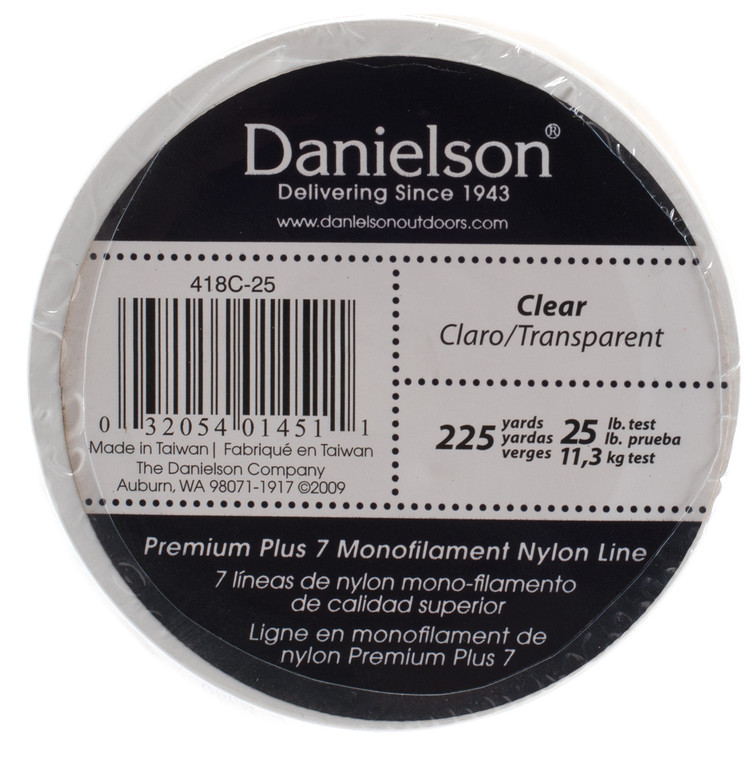 Danielson®
Delivering Since 1943
www.danielsonoutdoors.com
418C-25
0 32054 01451 1
Made in Taiwan | Fabriqué en Taiwan
The Danielson Company
Auburn, WA 98071-1917 ©2009
Clear
Claro/Transparent
225 yards yardas verges 25 lb. test lb. prueba 11,3 kg test
Premium Plus 7 Monofilament Nylon Line
7 líneas de nylon mono-filamento
de calidad superior
Ligne en monofilament de
nylon Premium Plus 7